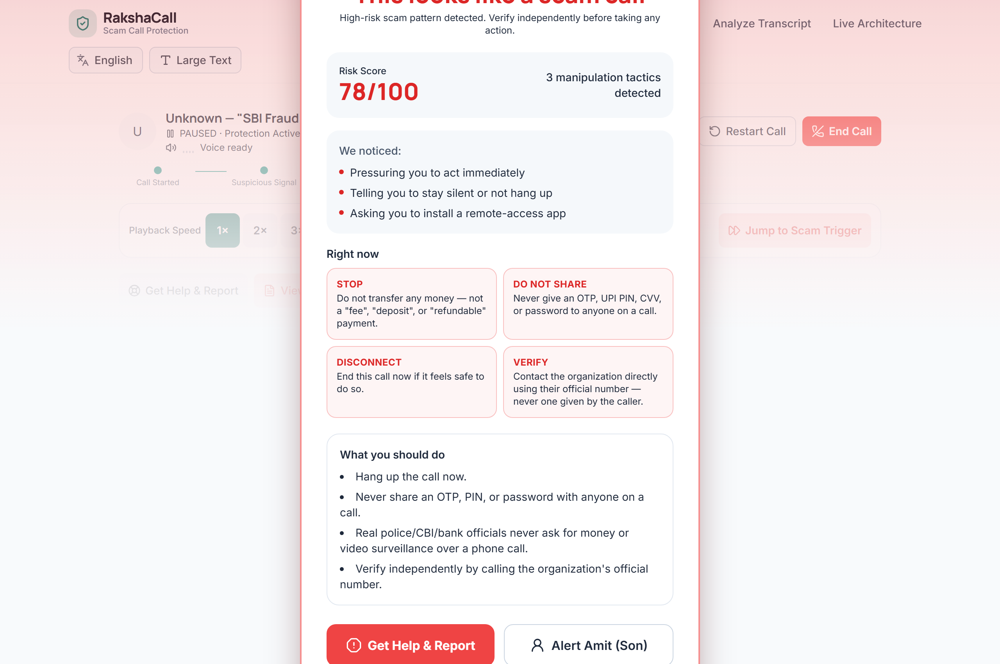 RakshaCall
Scam Call Protection
English
Large Text
Analyze Transcript
Live Architecture
Unknown — "SBI Fraud
U
PAUSED · Protection Active
Voice ready
Restart Call
End Call
Call Started
Suspicious Signal
Playback Speed
1×
2×
Jump to Scam Trigger
Get Help & Report
This looks like a scam call
High-risk scam pattern detected. Verify independently before taking any
action.
Risk Score
78/100
3 manipulation tactics
detected
We noticed:
• Pressuring you to act immediately
• Telling you to stay silent or not hang up
• Asking you to install a remote-access app
Right now
STOP
Do not transfer any money — not
a "fee", "deposit", or "refundable"
payment.
DO NOT SHARE
Never give an OTP, UPI PIN, CVV,
or password to anyone on a call.
DISCONNECT
End this call now if it feels safe to
do so.
VERIFY
Contact the organization directly
using their official number —
never one given by the caller.
What you should do
• Hang up the call now.
• Never share an OTP, PIN, or password with anyone on a
call.
• Real police/CBI/bank officials never ask for money or
video surveillance over a phone call.
• Verify independently by calling the organization's official
number.
Get Help & Report
Alert Amit (Son)